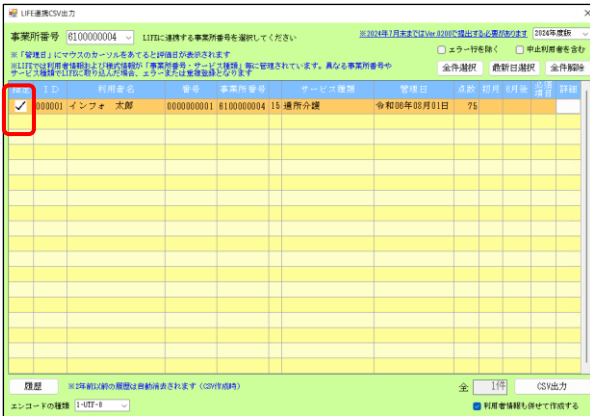 LIFE連携CSV出力
事業所番号 6100000004 LIFEに連携する事業所番号を選択してください ※2024年7月末まではVer.0200で提出する必要があります 2024年度版
※「管理日」にマウスのカーソルをあてると評価日が表示されます エラー行を除く 中止利用者を含む
※LIFEでは利用者情報および様式情報が「事業所番号・サービス種類」毎に管理されています。異なる事業所番号や
サービス種類でLIFEに取り込んだ場合、エラーまたは重複登録となります 全件選択 最新日選択 全件解除
ID 利用者名 番号 事業所番号 サービス種類 管理日 点数 初月 6月後 必須項目 詳細
000001 インフォ 太郎 0000000001 6100000004 15 通所介護 令和06年08月01日 75
履歴 ※2年前以前の履歴は自動消去されます（CSV作成時） 全 1件 CSV出力
エンコードの種類 1-UTF-8 利用者情報も併せて作成する